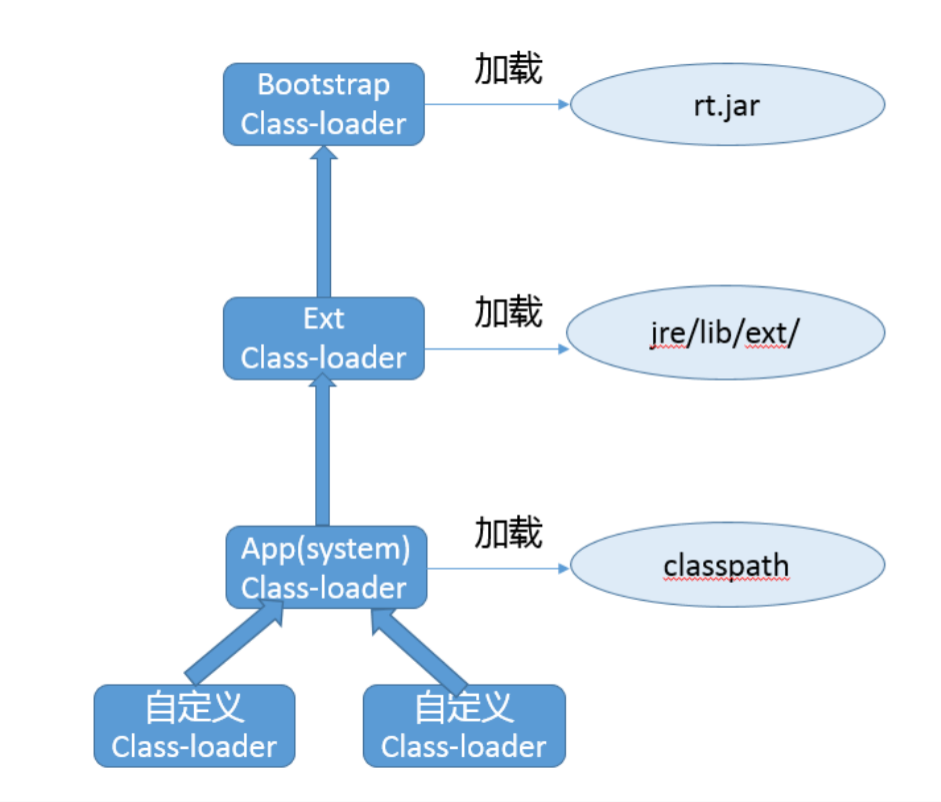 Bootstrap
Class-loader
加载
rt.jar
Ext
Class-loader
加载
jre/lib/ext/
App(system)
Class-loader
加载
classpath
自定义
Class-loader
自定义
Class-loader